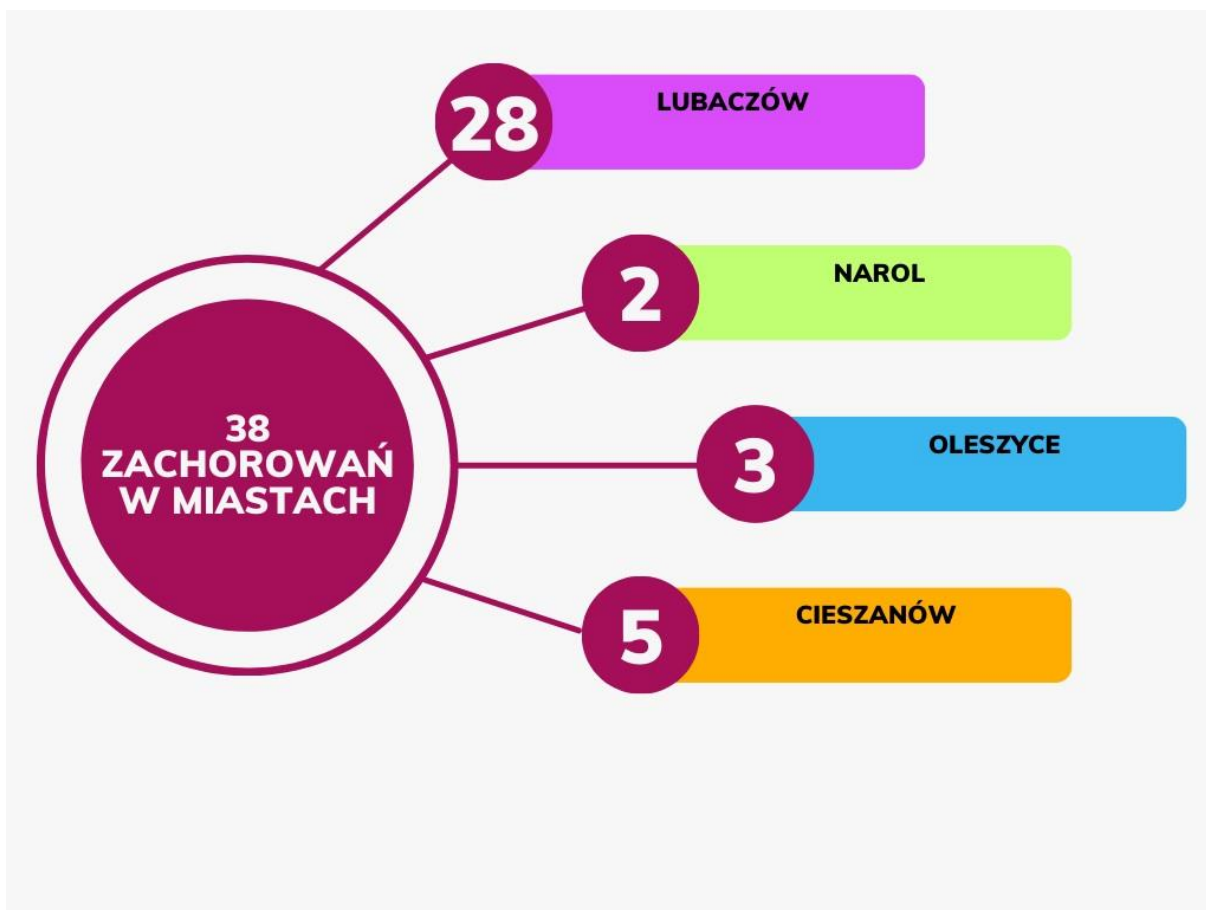 28
LUBACZÓW
2
NAROL
38
ZACHOROWAŃ
W MIASTACH
3
OLESZYCE
5
CIESZANÓW